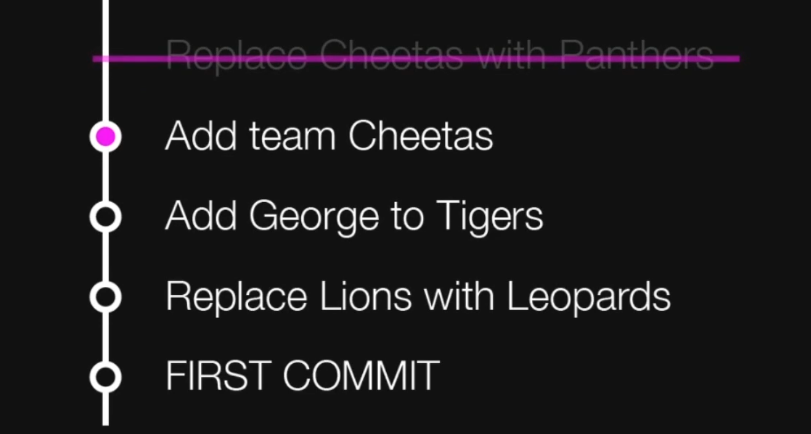 Replace Cheetas with Panthers
Add team Cheetas
Add George to Tigers
Replace Lions with Leopards
FIRST COMMIT